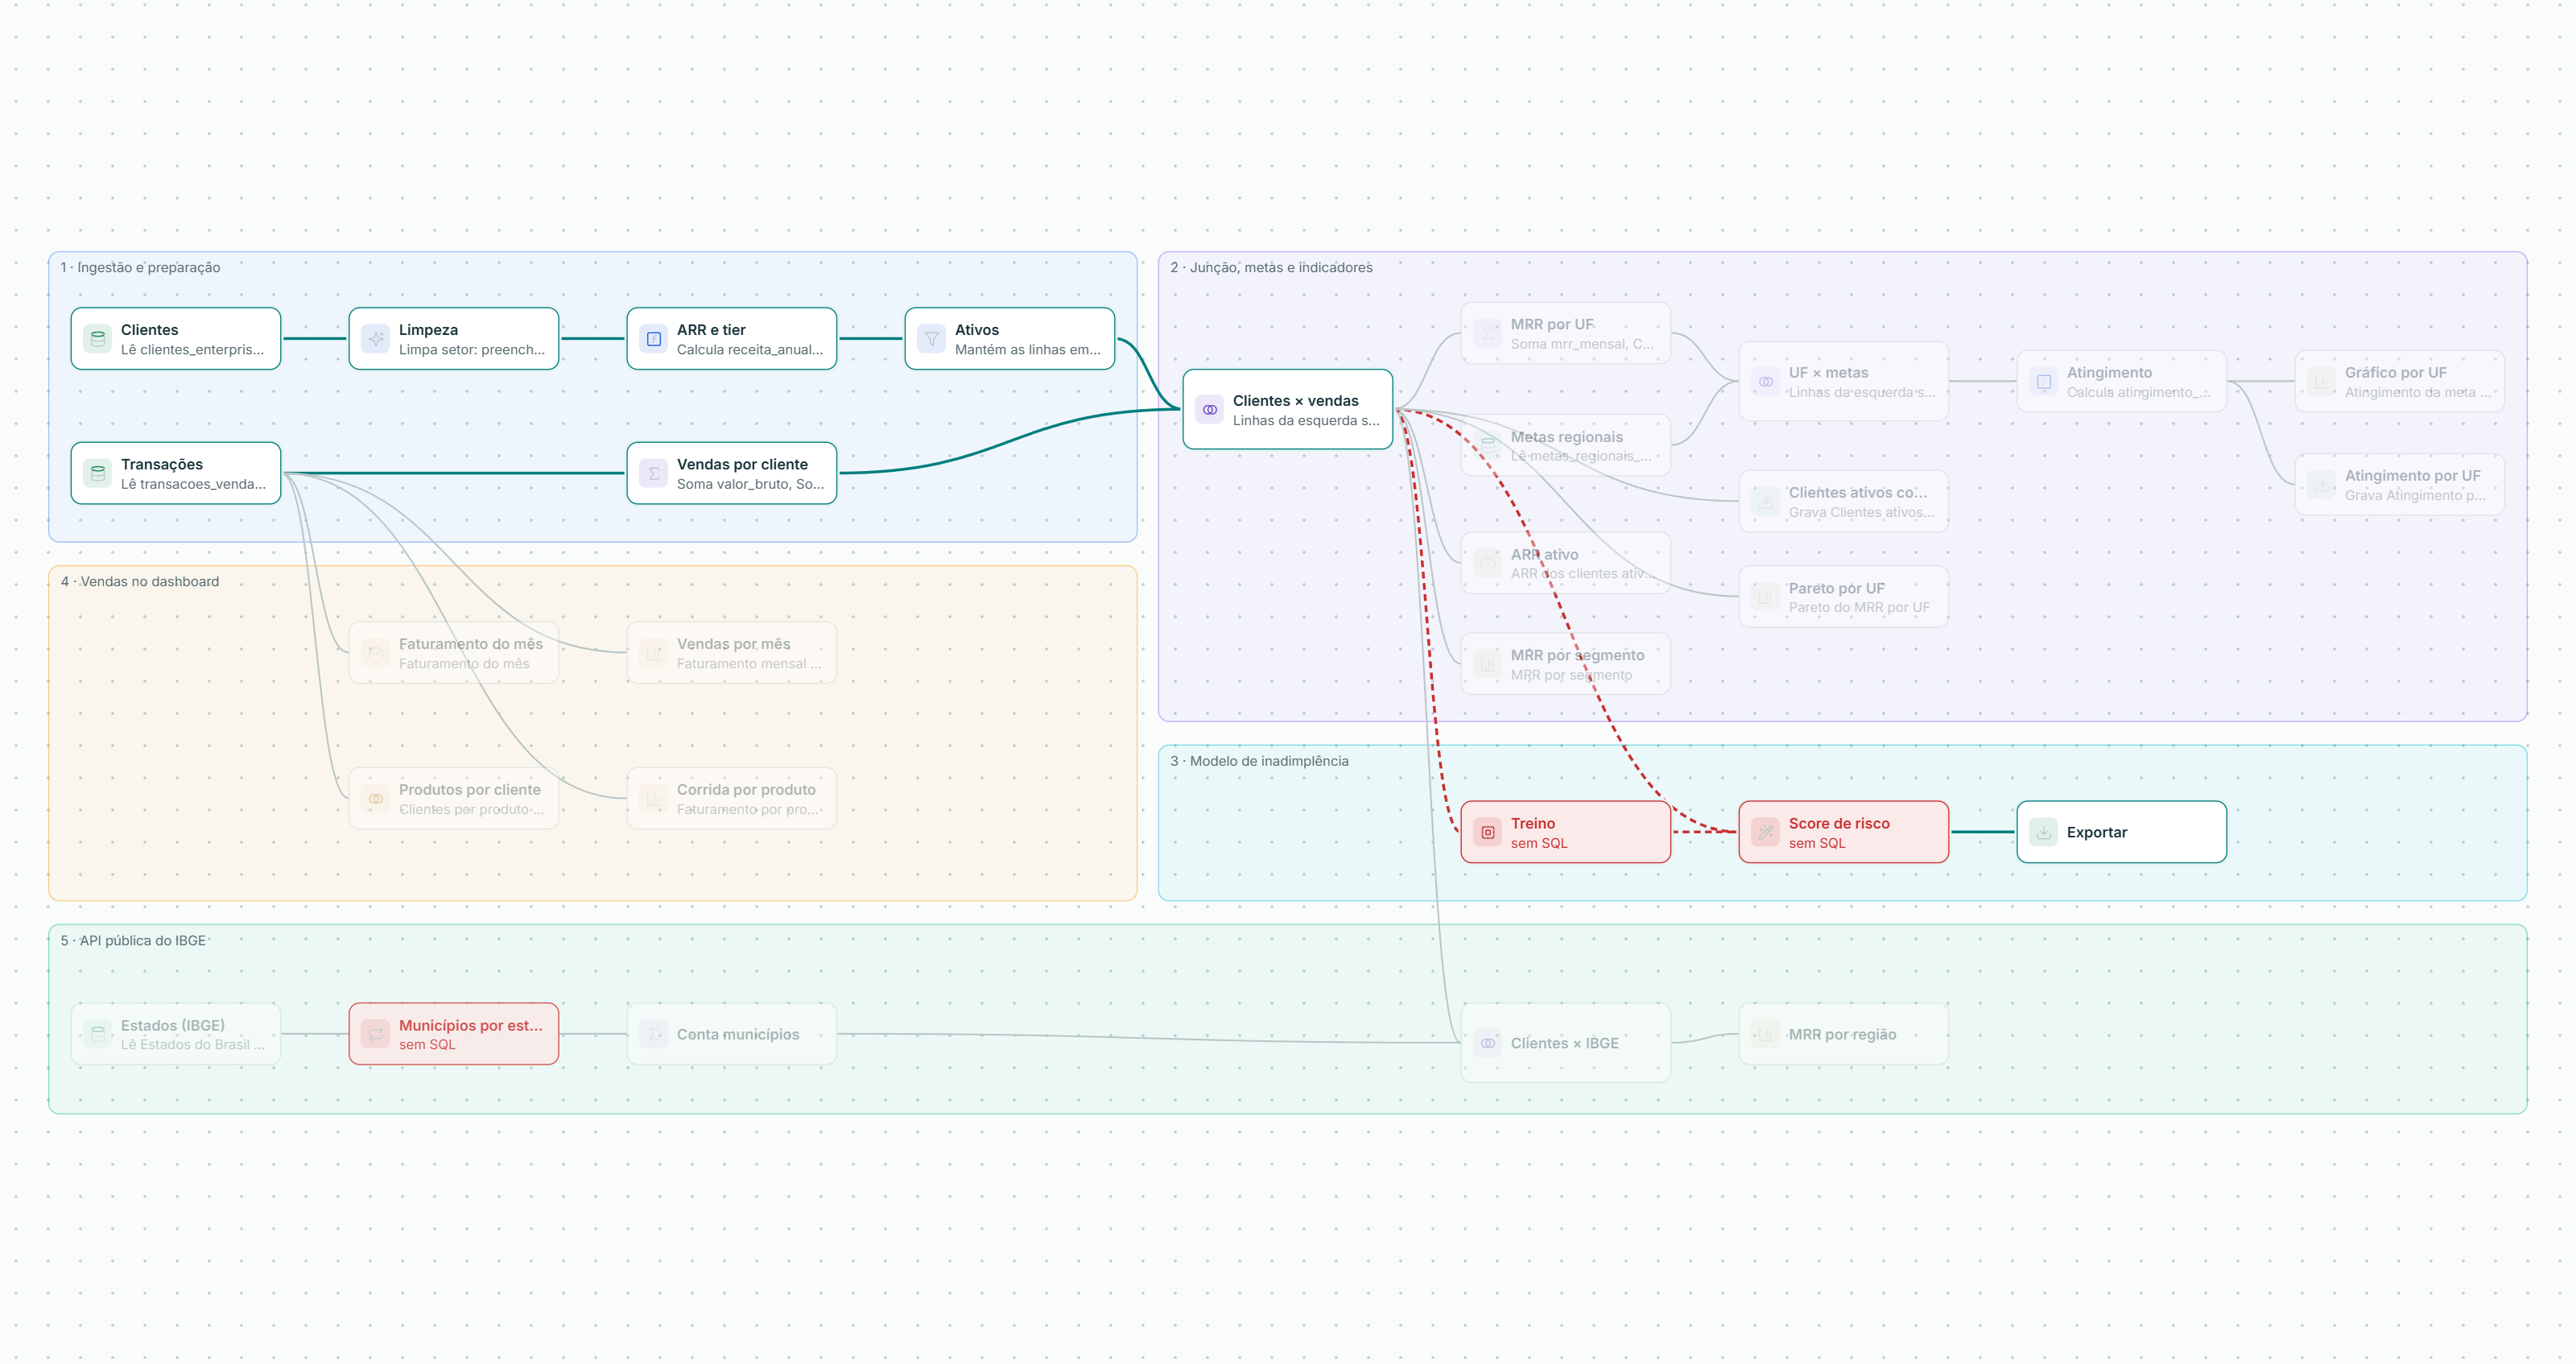 1 · Ingestão e preparação
Clientes
Lê clientes_enterpris...
Limpeza
Limpa setor: preench...
ARR e tier
Calcula receita_anual...
Ativos
Mantém as linhas em...
Transações
Lê transacoes_venda...
Vendas por cliente
Soma valor_bruto, So...
2 · Junção, metas e indicadores
Clientes × vendas
Linhas da esquerda s...
MRR por UF
Soma mrr_mensal, C...
Metas regionais
Lê metas_regionais_...
UF × metas
Linhas da esquerda s...
Atingimento
Calcula atingimento_...
Gráfico por UF
Atingimento da meta ...
Clientes ativos co...
Grava Clientes ativos...
Atingimento por UF
Grava Atingimento p...
ARR ativo
ARR dos clientes ativ...
Pareto por UF
Pareto do MRR por UF
MRR por segmento
MRR por segmento
4 · Vendas no dashboard
Faturamento do mês
Faturamento do mês
Vendas por mês
Faturamento mensal ...
Produtos por cliente
Clientes por produto ...
Corrida por produto
Faturamento por pro...
3 · Modelo de inadimplência
Treino
sem SQL
Score de risco
sem SQL
Exportar
5 · API pública do IBGE
Estados (IBGE)
Lê Estados do Brasil ...
Municípios por est...
sem SQL
Conta municípios
Clientes × IBGE
MRR por região